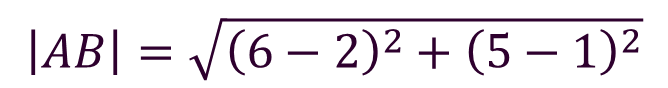 |AB| = √(6 − 2)² + (5 − 1)²